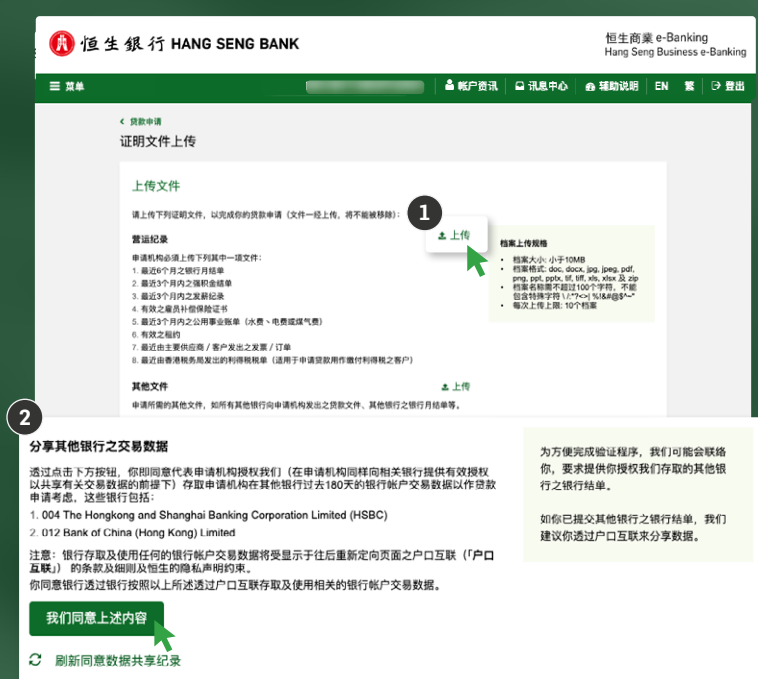 恒生銀行 HANG SENG BANK
恒生商業 e-Banking
Hang Seng Business e-Banking
菜单
帐户资讯
讯息中心
辅助说明
EN
繁
登出
贷款申请
证明文件上传
上传文件
请上传下列证明文件，以完成你的贷款申请（文件一经上传，将不能被移除）：
1
上传
营运纪录
申请机构必须上传下列其中一项文件：
1. 最近6个月之银行月结单
2. 最近3个月内之强积金结单
3. 最近3个月内之发薪纪录
4. 有效之雇员补偿保险证书
5. 最近3个月内之公用事业账单（水费、电费或煤气费）
6. 有效之租约
7. 最近由主要供应商 / 客户发出之发票 / 订单
8. 最近由香港税务局发出的利得税税单（适用于申请贷款用作缴付利得税之客户）
档案上传规格
• 档案大小: 小于10MB
• 档案格式: doc, docx, jpg, jpeg, pdf,
png, ppt, pptx, tif, tiff, xls, xlsx 及 zip
• 档案名称需不超过100个字符，不能
包含特殊字符 \ /:"?<>| %!&#@$^~*
• 每次上传上限: 10个档案
其他文件
上传
申请所需的其他文件，如所有其他银行向申请机构发出之贷款文件、其他银行之银行月结单等。
2
分享其他银行之交易数据
透过点击下方按钮，你即同意代表申请机构授权我们（在申请机构同样向相关银行提供有效授权
以共享有关交易数据的前提下）存取申请机构在其他银行过去180天的银行帐户交易数据以作贷款
申请考虑，这些银行包括：
1. 004 The Hongkong and Shanghai Banking Corporation Limited (HSBC)
2. 012 Bank of China (Hong Kong) Limited
注意：银行存取及使用任何的银行帐户交易数据将受显示于往后重新定向页面之户口互联（「户口
互联」） 的条款及细则及恒生的隐私声明约束。
你同意银行透过银行按照以上所述透过户口互联存取及使用相关的银行帐户交易数据。
我们同意上述内容
刷新同意数据共享纪录
为方便完成验证程序，我们可能会联络
你，要求提供你授权我们存取的其他银
行之银行结单。
如你已提交其他银行之银行结单，我们
建议你透过户口互联来分享数据。